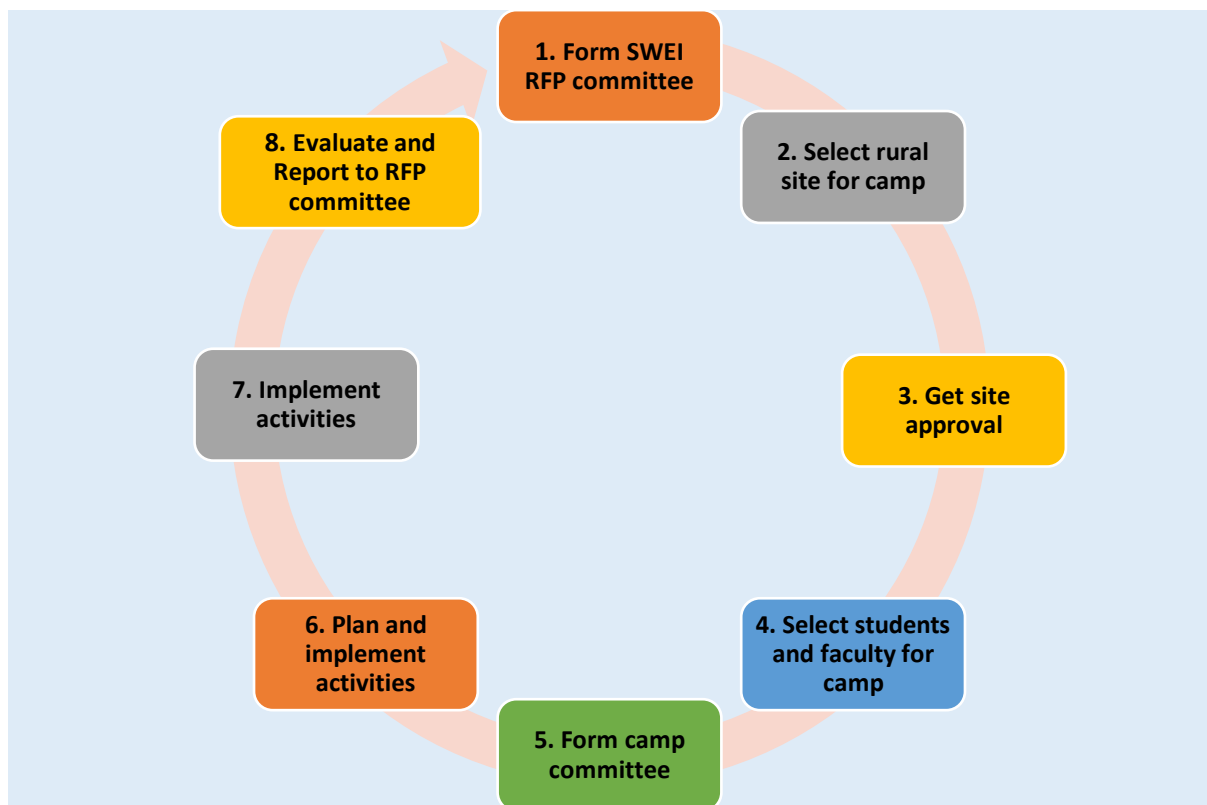 1. Form SWEI
RFP committee
2. Select rural
site for camp
3. Get site
approval
4. Select students
and faculty for
camp
5. Form camp
committee
6. Plan and
implement
activities
7. Implement
activities
8. Evaluate and
Report to RFP
committee